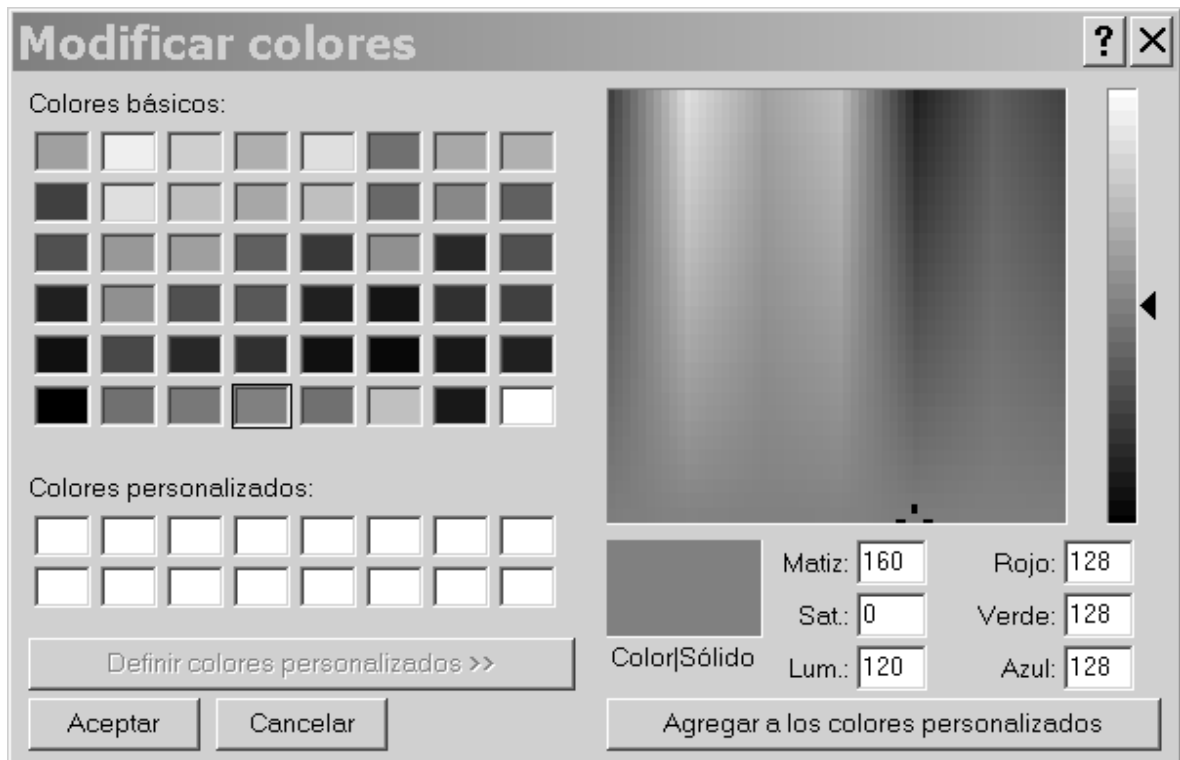 Modificar colores
Colores básicos:
Colores personalizados:
Definir colores personalizados >>
Aceptar Cancelar
Matiz: 160 Rojo: 128
Sat.: 0 Verde: 128
Color|Sólido Lum.: 120 Azul: 128
Agregar a los colores personalizados